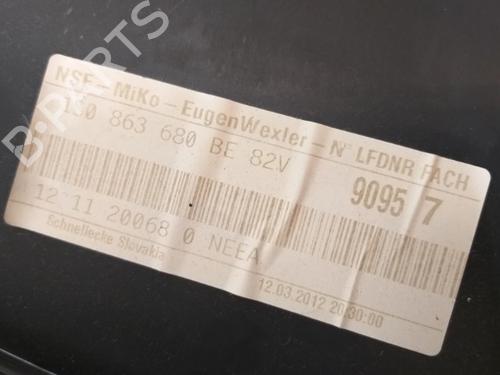 B-PARTS
NSF - MiKo - EugenWexler - N° LFDNR FACH
1S0 863 680 BE 82V
9095 7
12 11 20068 0 NEEA
Schnellecke Slovakia
12.03.2012 20:30:00